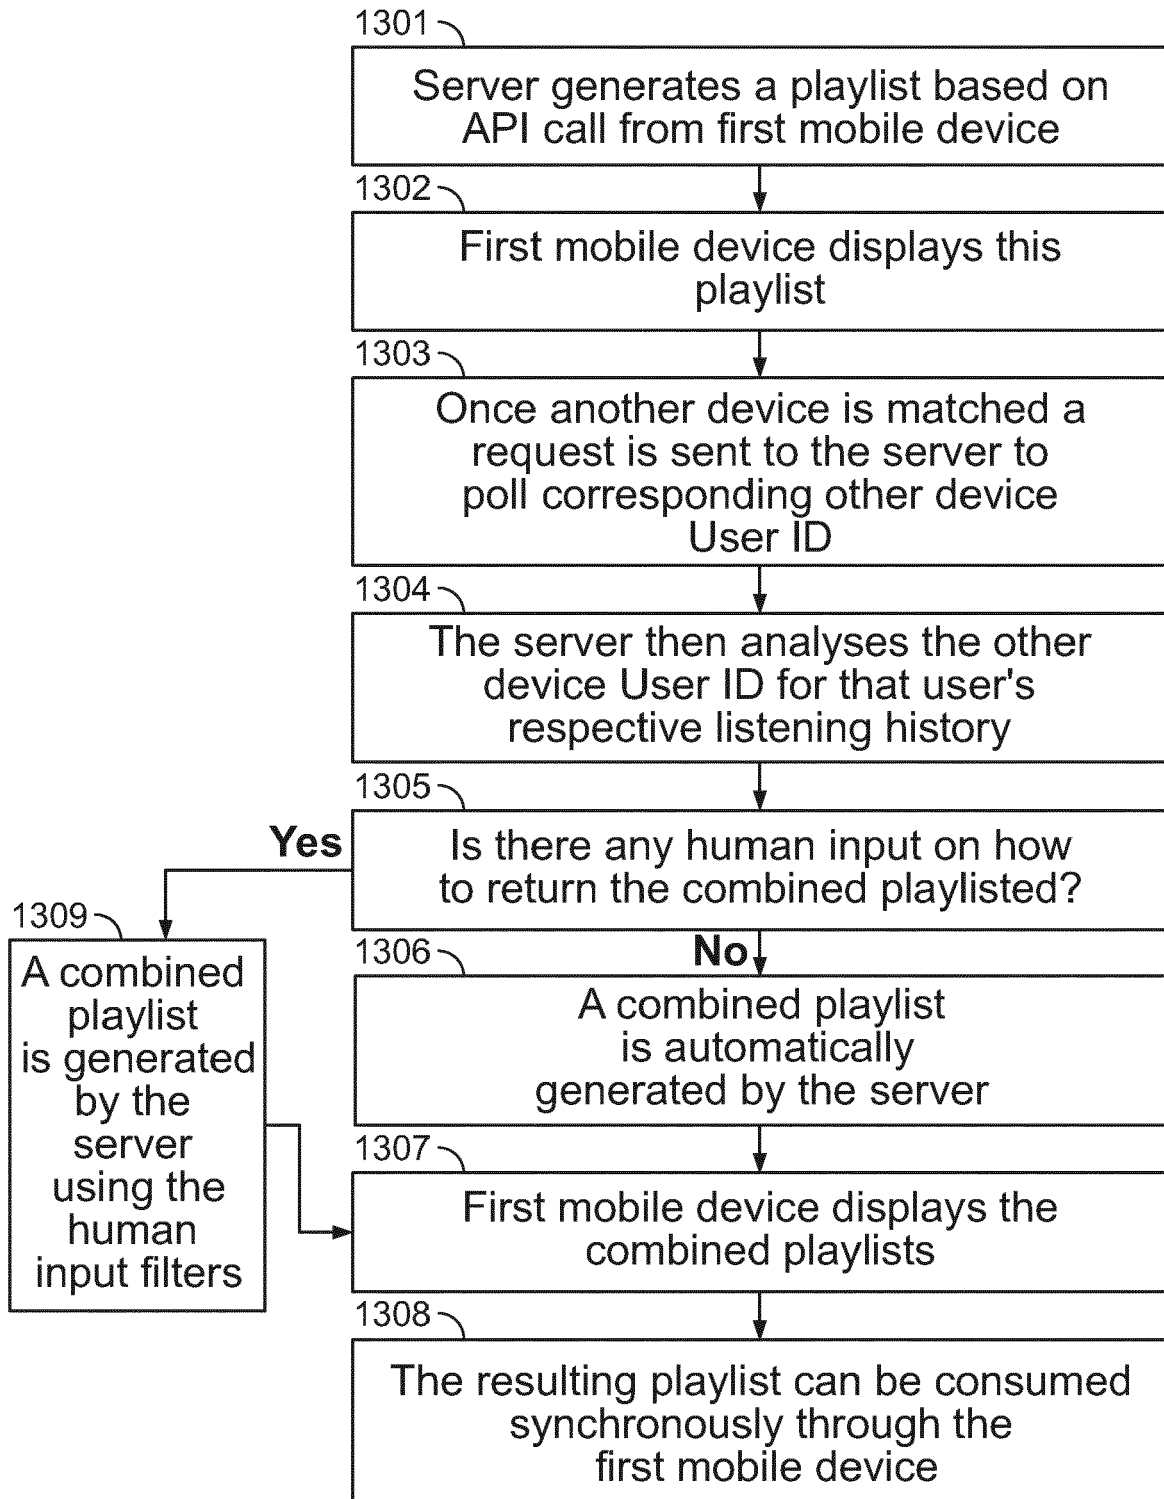 1301
Server generates a playlist based on
API call from first mobile device
1302
First mobile device displays this
playlist
1303
Once another device is matched a
request is sent to the server to
poll corresponding other device
User ID
1304
The server then analyses the other
device User ID for that user's
respective listening history
1305
Yes
Is there any human input on how
to return the combined playlisted?
1309
A combined
playlist
is generated
by the
server
using the
human
input filters
No
1306
A combined playlist
is automatically
generated by the server
1307
First mobile device displays the
combined playlists
1308
The resulting playlist can be consumed
synchronously through the
first mobile device